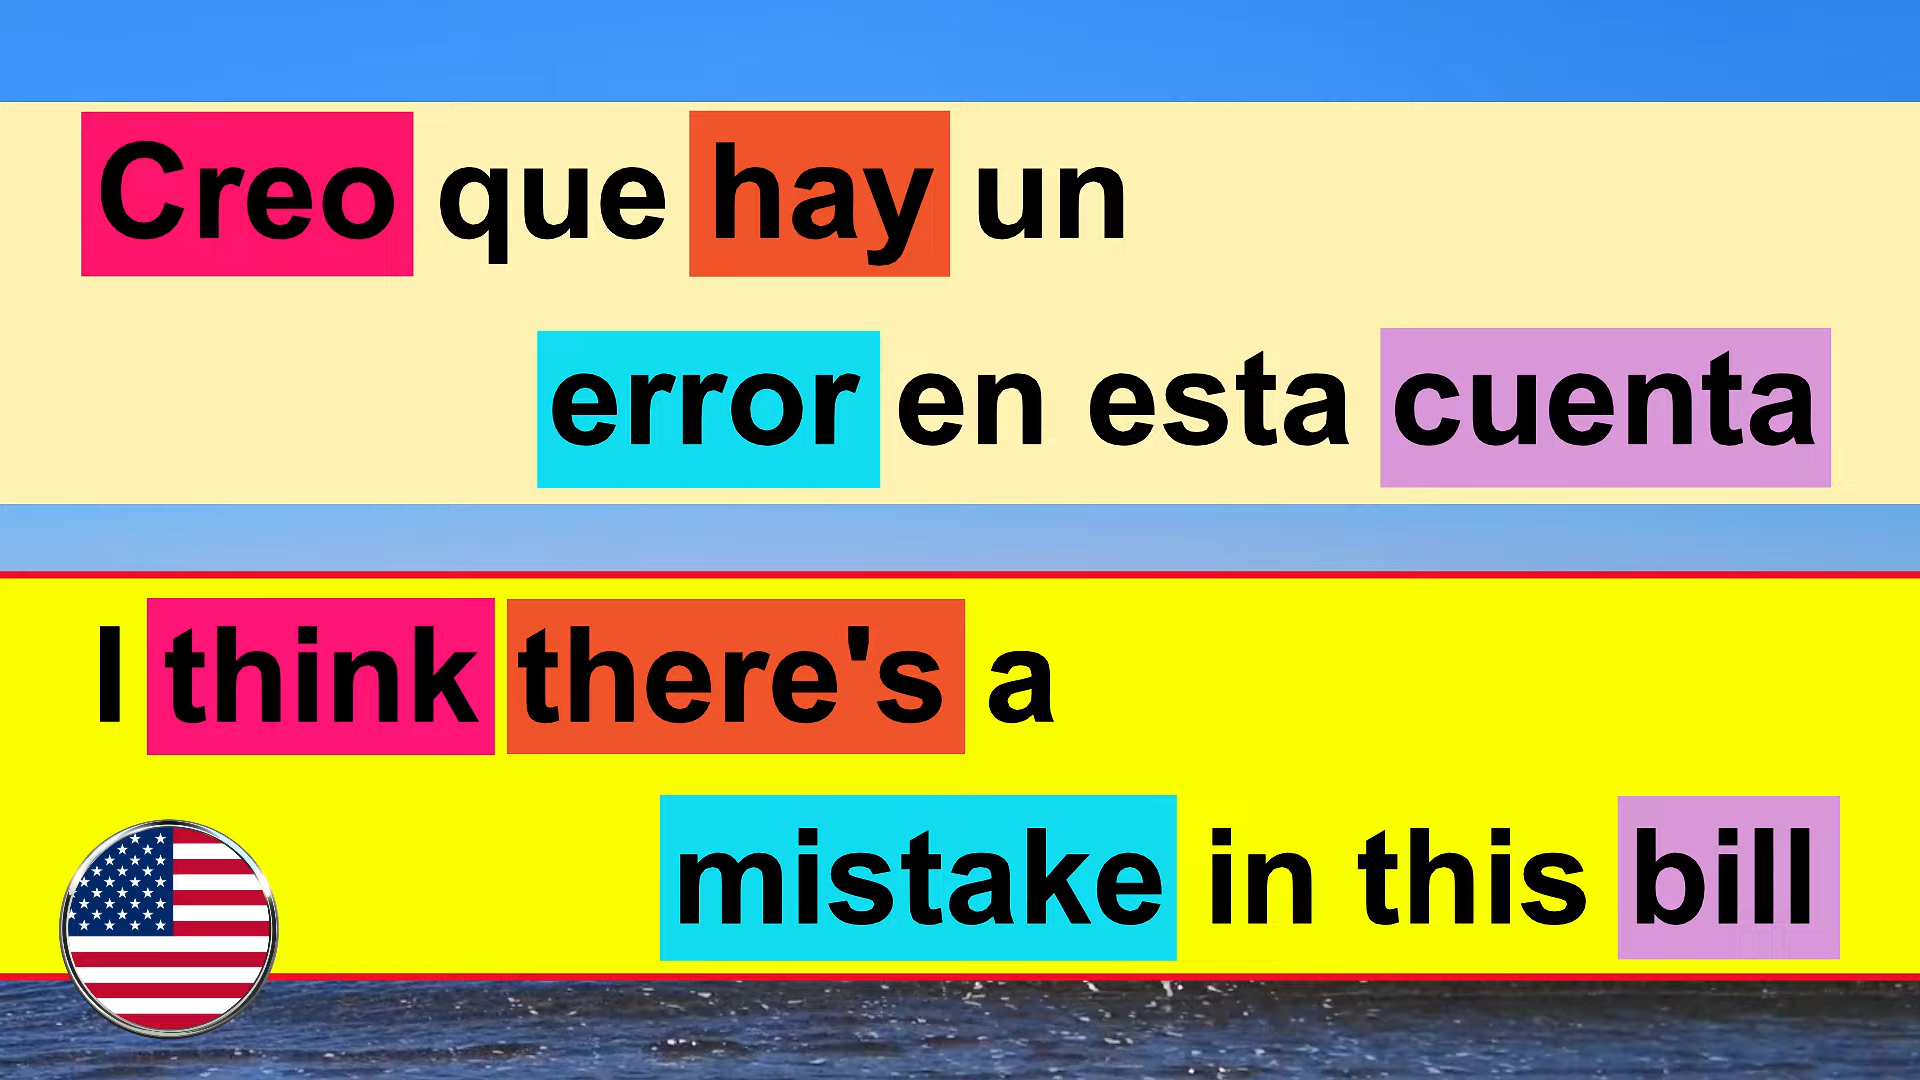 Creo que hay un
error en esta cuenta
I think there's a
mistake in this bill